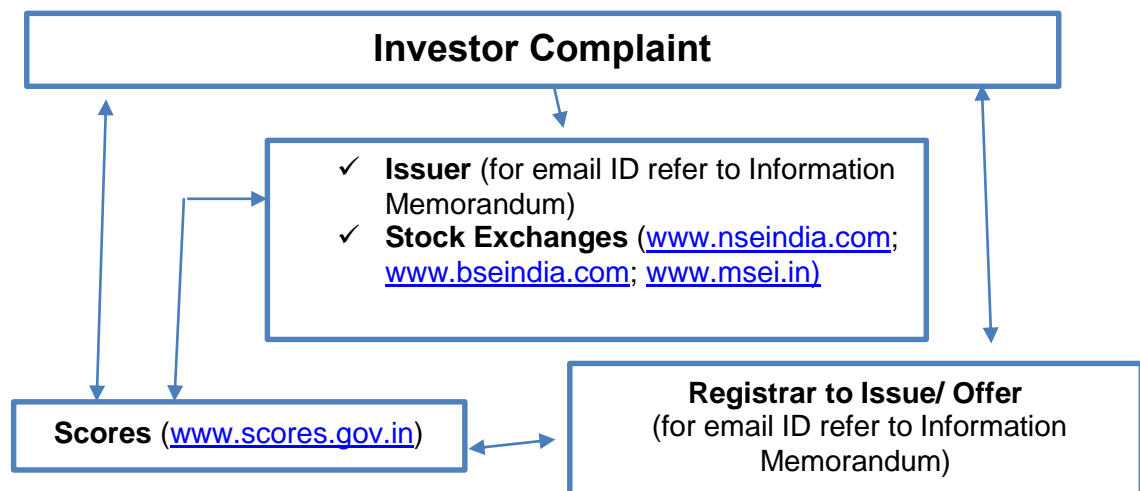 Investor Complaint
✓ Issuer (for email ID refer to Information
Memorandum)
✓ Stock Exchanges (www.nseindia.com;
www.bseindia.com; www.msei.in)
Scores (www.scores.gov.in)
Registrar to Issue/ Offer
(for email ID refer to Information
Memorandum)